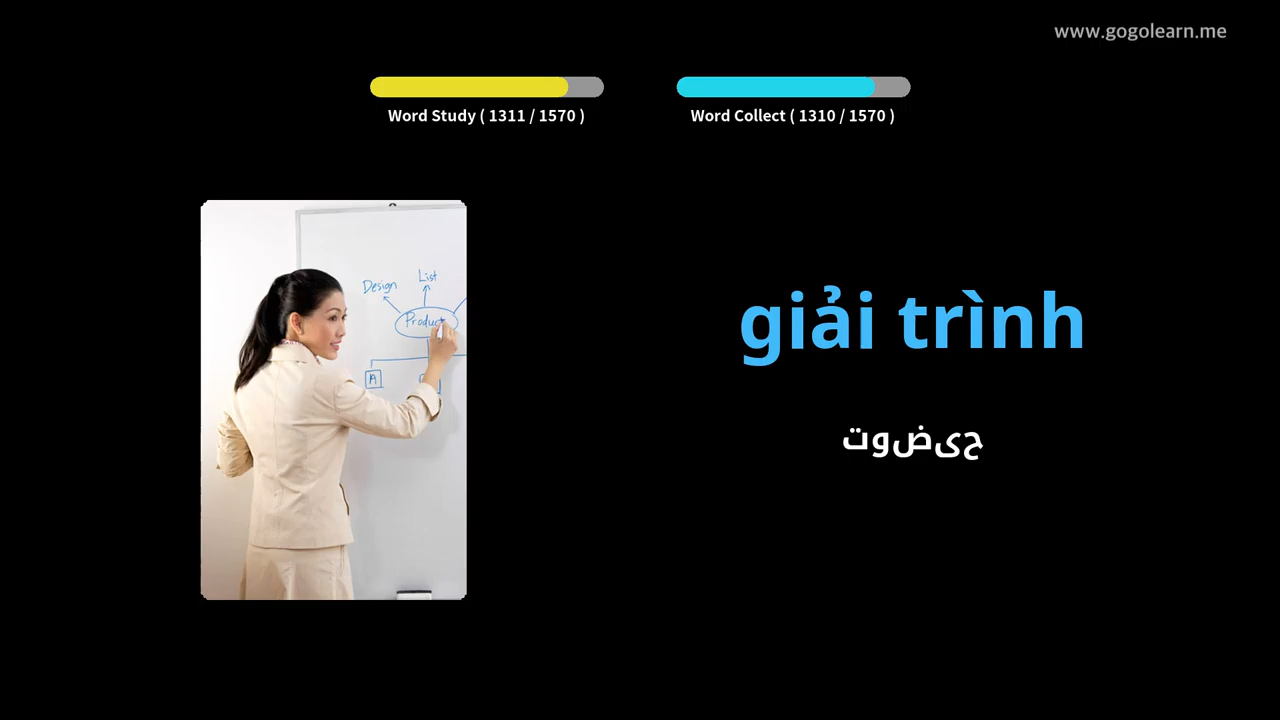 www.gogolearn.me
Word Study ( 1311 / 1570 )
Word Collect ( 1310 / 1570 )
Design
List
Product
A
giải trình
توضیح